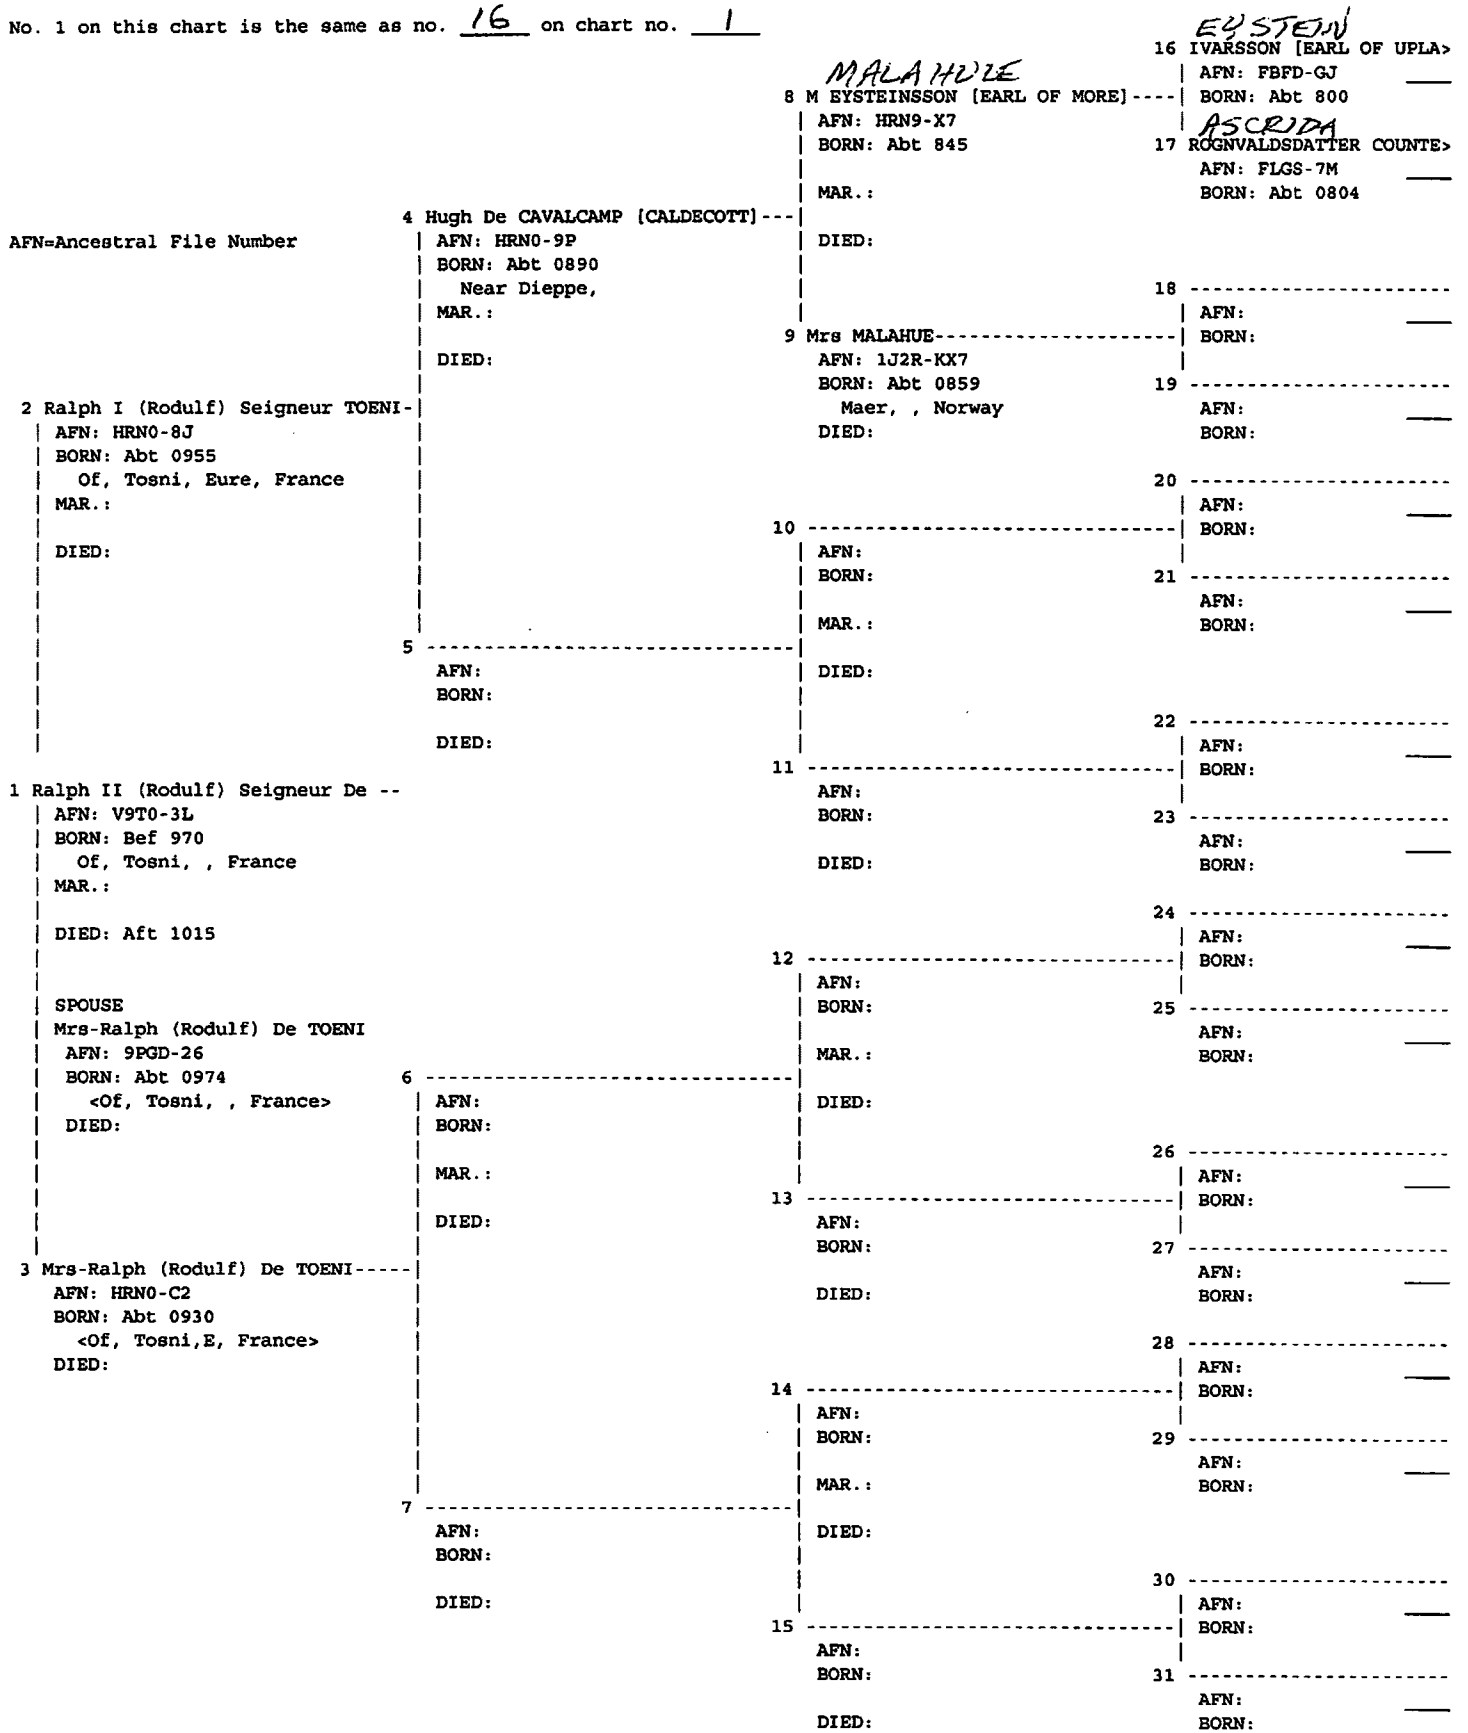 No. 1 on this chart is the same as no. 16 on chart no. 1
EYSTEIN
16 IVARSSON [EARL OF UPLA>
AFN: FBFD-GJ
BORN: Abt 800
MALAHULE
8 M EYSTEINSSON [EARL OF MORE]----
AFN: HRN9-X7
BORN: Abt 845
MAR.:
DIED:
ASCRIDA
17 ROGNVALDSDATTER COUNTE>
AFN: FLGS-7M
BORN: Abt 0804
4 Hugh De CAVALCAMP [CALDECOTT]---
AFN: HRN0-9P
BORN: Abt 0890
Near Dieppe,
MAR.:
DIED:
AFN=Ancestral File Number
18 ----------------------
AFN:
BORN:
9 Mrs MALAHUE--------------------
AFN: 1J2R-KX7
BORN: Abt 0859
Maer, , Norway
DIED:
19 ----------------------
AFN:
BORN:
2 Ralph I (Rodulf) Seigneur TOENI-
AFN: HRN0-8J
BORN: Abt 0955
Of, Tosni, Eure, France
MAR.:
DIED:
20 ----------------------
AFN:
BORN:
10 -------------------------------
AFN:
BORN:
MAR.:
DIED:
21 ----------------------
AFN:
BORN:
5 -------------------------------
AFN:
BORN:
DIED:
22 ----------------------
AFN:
BORN:
11 -------------------------------
AFN:
BORN:
DIED:
23 ----------------------
AFN:
BORN:
1 Ralph II (Rodulf) Seigneur De --
AFN: V9T0-3L
BORN: Bef 970
Of, Tosni, , France
MAR.:
DIED: Aft 1015
SPOUSE
Mrs-Ralph (Rodulf) De TOENI
AFN: 9PGD-26
BORN: Abt 0974
<Of, Tosni, , France>
DIED:
24 ----------------------
AFN:
BORN:
12 -------------------------------
AFN:
BORN:
MAR.:
DIED:
25 ----------------------
AFN:
BORN:
6 -------------------------------
AFN:
BORN:
MAR.:
DIED:
26 ----------------------
AFN:
BORN:
13 -------------------------------
AFN:
BORN:
DIED:
27 ----------------------
AFN:
BORN:
3 Mrs-Ralph (Rodulf) De TOENI-----
AFN: HRN0-C2
BORN: Abt 0930
<Of, Tosni,E, France>
DIED:
28 ----------------------
AFN:
BORN:
14 -------------------------------
AFN:
BORN:
MAR.:
DIED:
29 ----------------------
AFN:
BORN:
7 -------------------------------
AFN:
BORN:
DIED:
30 ----------------------
AFN:
BORN:
15 -------------------------------
AFN:
BORN:
DIED:
31 ----------------------
AFN:
BORN: